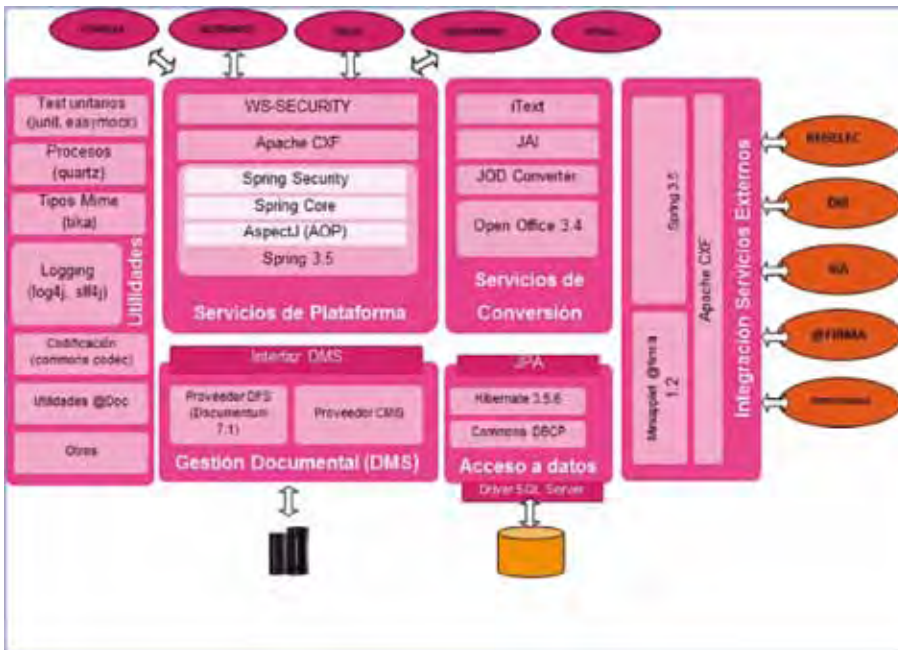 Test unitarios
(junit, easymock)
Procesos
(quartz)
Tipos Mime
(tika)
Logging
(log4j, slf4j)
Codificación
(commons codec)
Utilidades @Doc
Otros
Utilidades
WS-SECURITY
Apache CXF
Spring Security
Spring Core
AspectJ (AOP)
Spring 3.5
Servicios de Plataforma
iText
JAI
JOD Converter
Open Office 3.4
Servicios de
Conversión
Interfaz DMS
Proveedor DFS
(Documentum
7.1)
Proveedor CMIS
Gestión Documental (DMS)
JPA
Hibernate 3.5.6
Commons DBCP
Acceso a datos
Driver SQL Server
Spring 3.5
Miniapplet @firma
1.2
Apache CXF
Integración Servicios Externos
@FIRMA